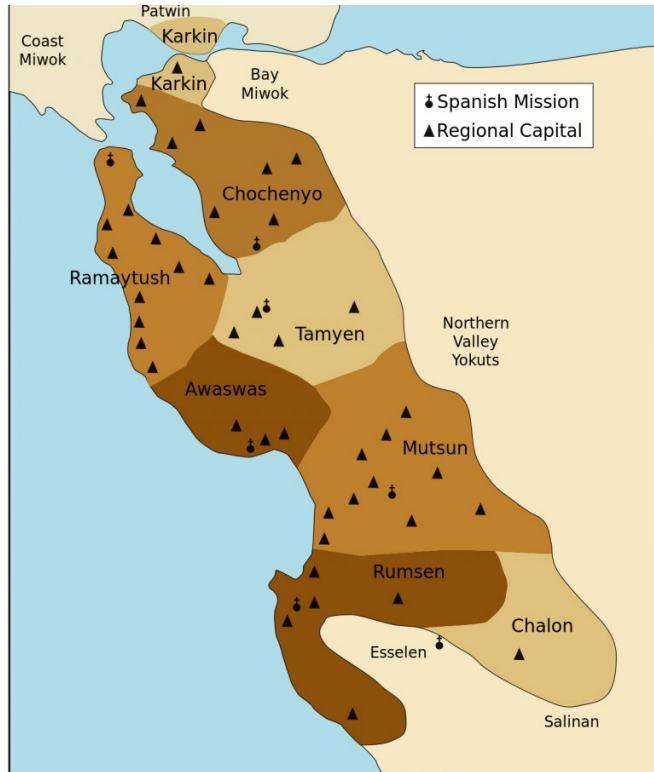 Patwin
Karkin
Coast
Miwok
Karkin
Bay
Miwok
Spanish Mission
Regional Capital
Chochenyo
Ramaytush
Tamyen
Northern
Valley
Yokuts
Awaswas
Mutsun
Rumsen
Chalon
Esselen
Salinan